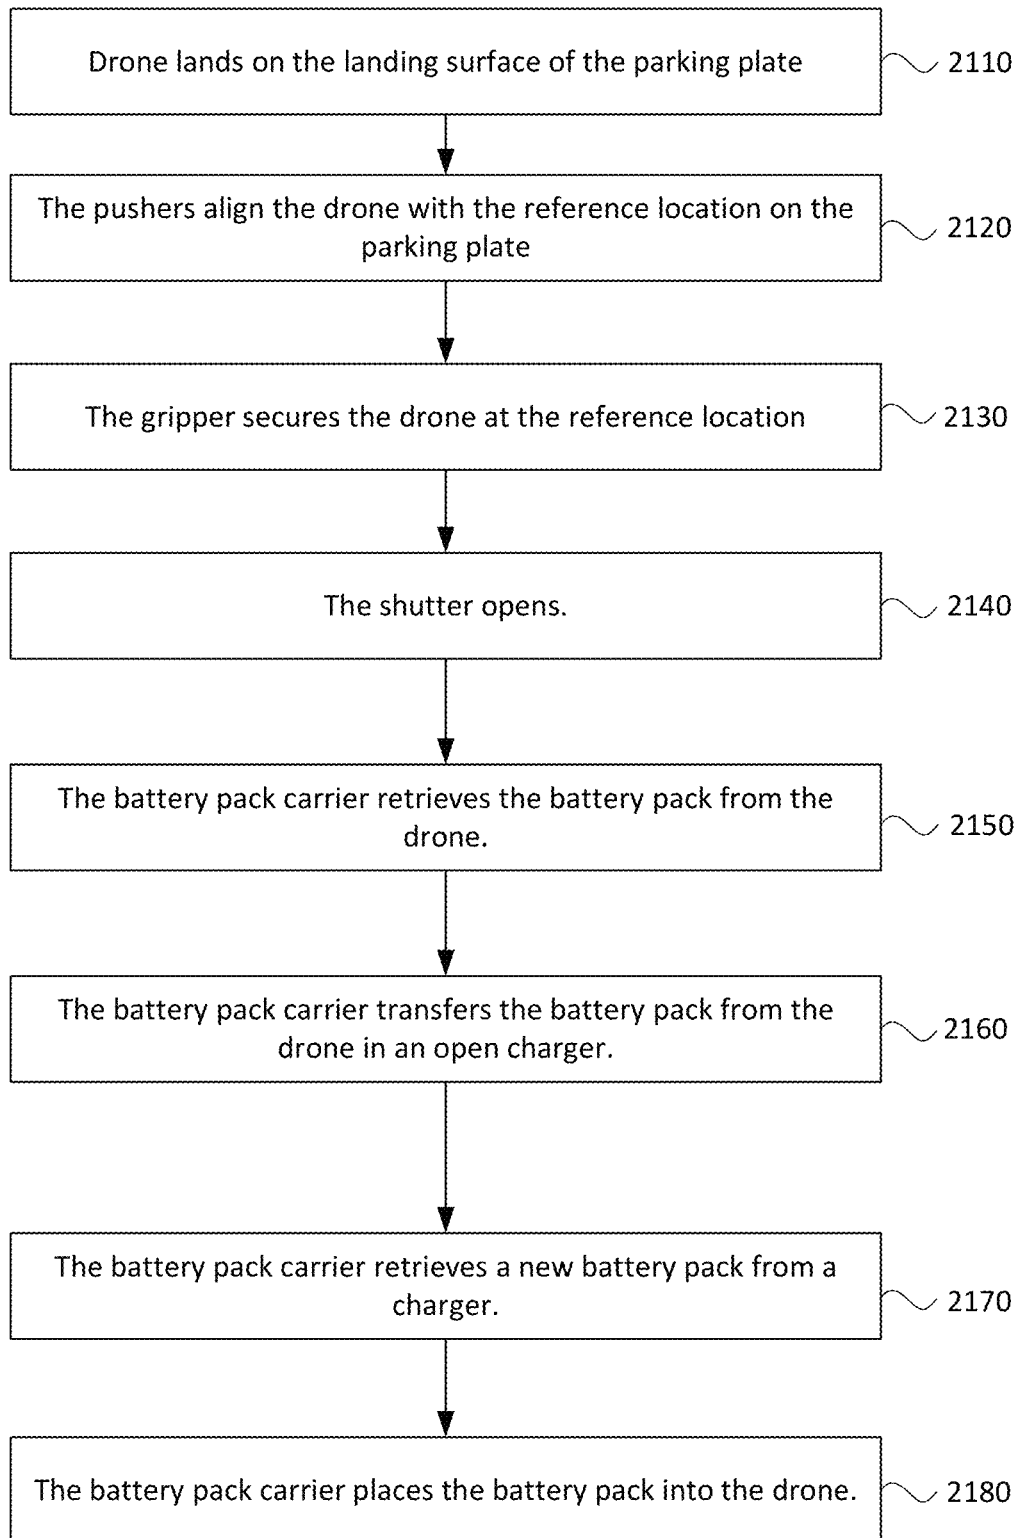 Drone lands on the landing surface of the parking plate
2110
The pushers align the drone with the reference location on the
parking plate
2120
The gripper secures the drone at the reference location
2130
The shutter opens.
2140
The battery pack carrier retrieves the battery pack from the
drone.
2150
The battery pack carrier transfers the battery pack from the
drone in an open charger.
2160
The battery pack carrier retrieves a new battery pack from a
charger.
2170
The battery pack carrier places the battery pack into the drone.
2180